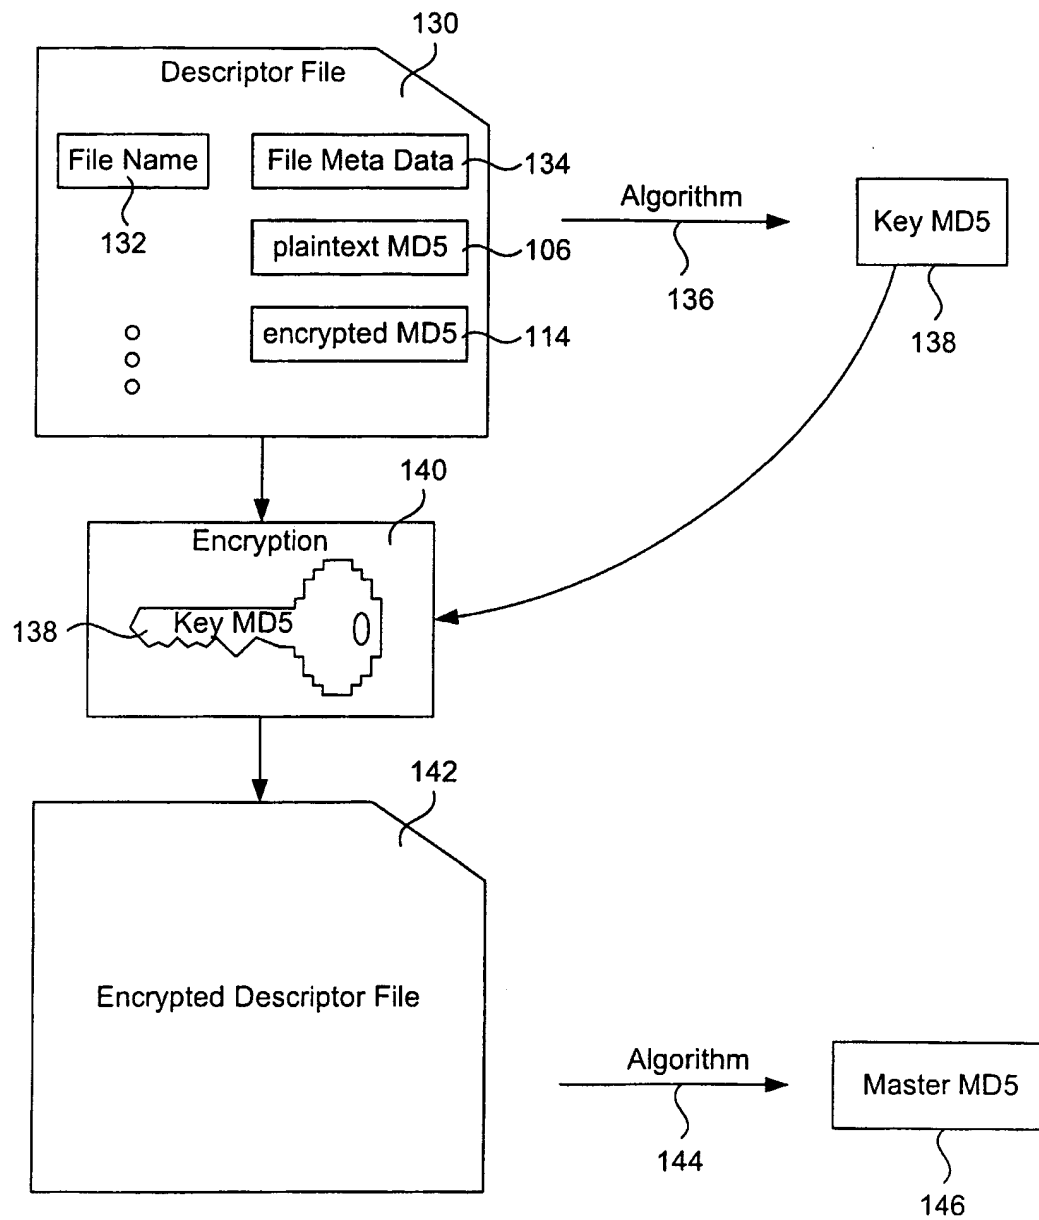 130
Descriptor File
File Name
File Meta Data
134
132
plaintext MD5
106
encrypted MD5
114
Algorithm
136
Key MD5
138
140
Encryption
Key MD5
138
142
Encrypted Descriptor File
Algorithm
144
Master MD5
146